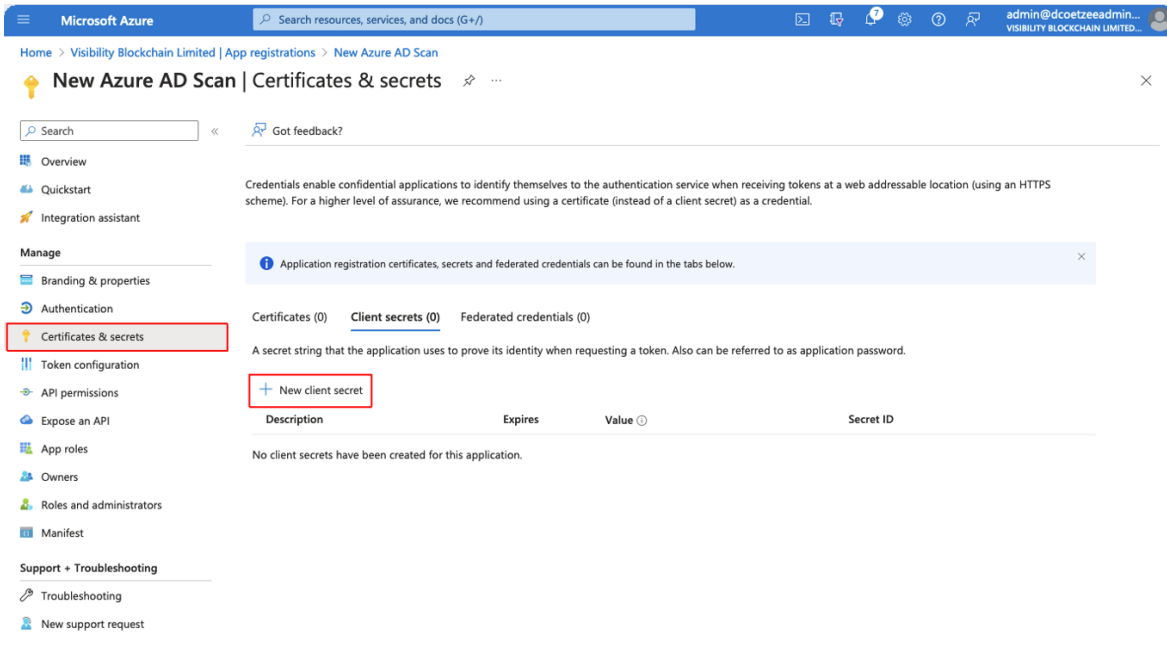 Microsoft Azure
Search resources, services, and docs (G+/)
7
admin@dcoetzeeadmin...
VISIBILITY BLOCKCHAIN LIMITED...
Home > Visibility Blockchain Limited | App registrations > New Azure AD Scan
New Azure AD Scan | Certificates & secrets
Search
Got feedback?
Overview
Quickstart
Integration assistant
Manage
Branding & properties
Authentication
Certificates & secrets
Token configuration
API permissions
Expose an API
App roles
Owners
Roles and administrators
Manifest
Support + Troubleshooting
Troubleshooting
New support request
Credentials enable confidential applications to identify themselves to the authentication service when receiving tokens at a web addressable location (using an HTTPS
scheme). For a higher level of assurance, we recommend using a certificate (instead of a client secret) as a credential.
Application registration certificates, secrets and federated credentials can be found in the tabs below.
Certificates (0) Client secrets (0) Federated credentials (0)
A secret string that the application uses to prove its identity when requesting a token. Also can be referred to as application password.
New client secret
Description Expires Value Secret ID
No client secrets have been created for this application.